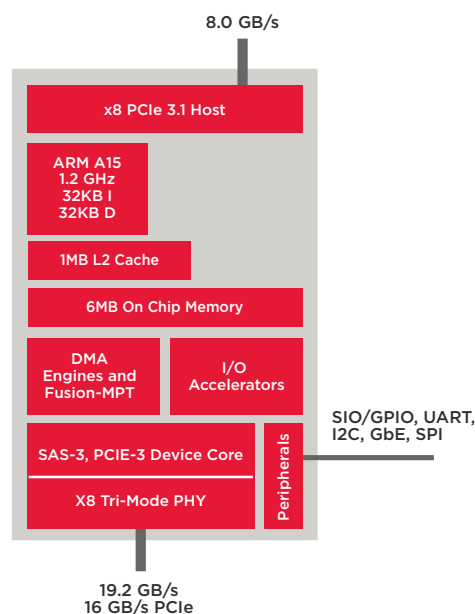 8.0 GB/s
x8 PCIe 3.1 Host
ARM A15
1.2 GHz
32KB I
32KB D
1MB L2 Cache
6MB On Chip Memory
DMA
Engines and
Fusion-MPT
I/O
Accelerators
SAS-3, PCIE-3 Device Core
X8 Tri-Mode PHY
Peripherals
SIO/GPIO, UART,
I2C, GbE, SPI
19.2 GB/s
16 GB/s PCIe